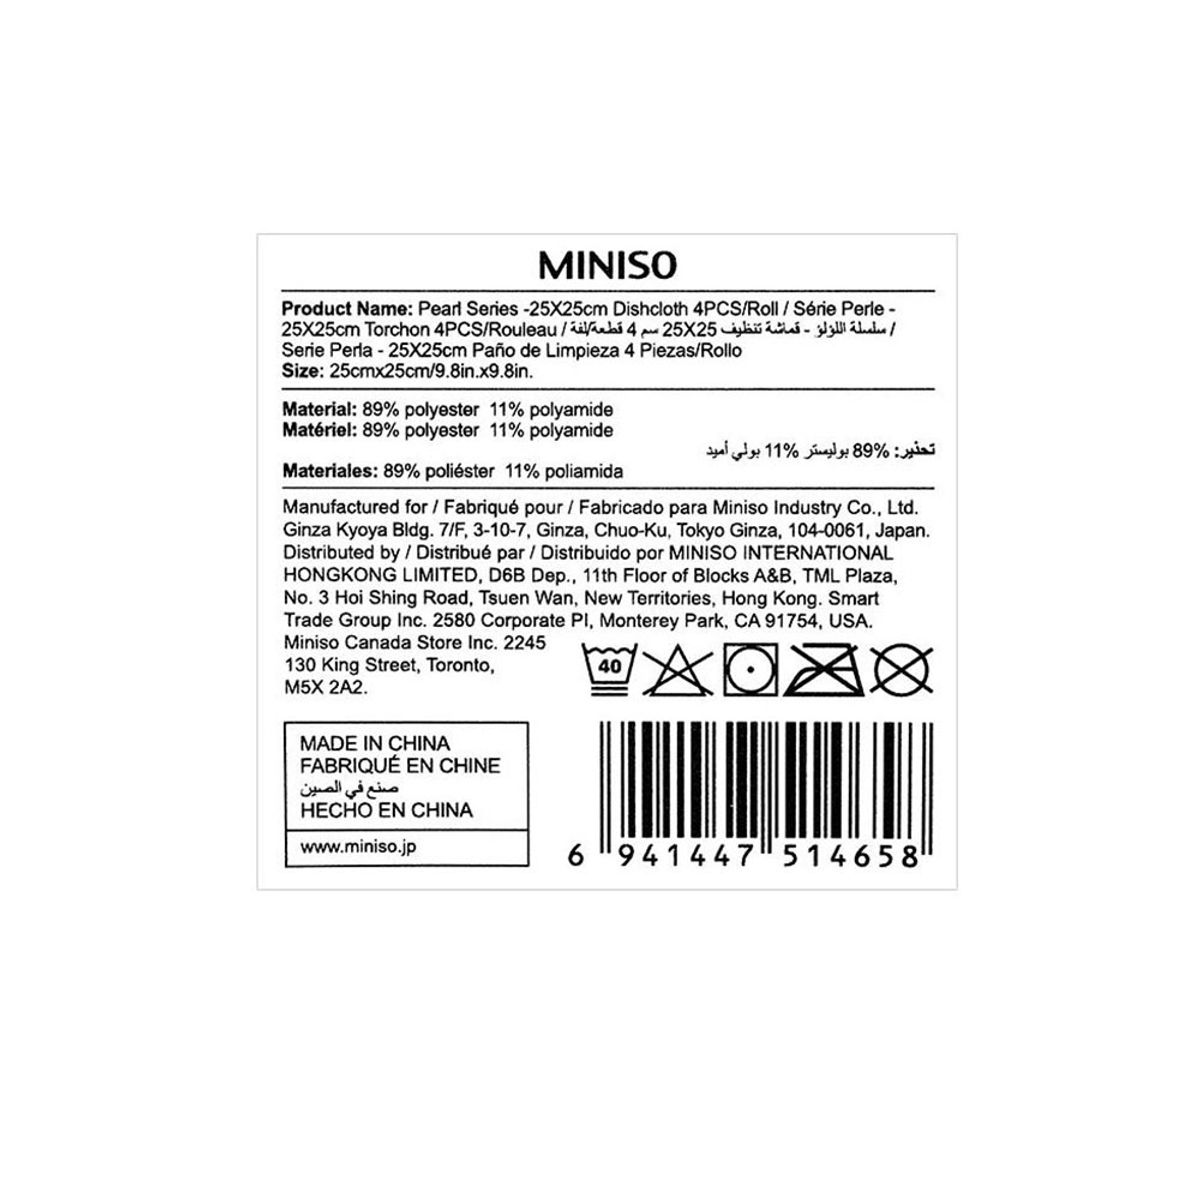 MINISO
Product Name: Pearl Series -25X25cm Dishcloth 4PCS/Roll / Série Perle -
25X25cm Torchon 4PCS/Rouleau / سلسلة اللؤلؤ - قماشة تنظيف 25X25 سم 4 قطعة/لفة /
Serie Perla - 25X25cm Paño de Limpieza 4 Piezas/Rollo
Size: 25cmx25cm/9.8in.x9.8in.
Material: 89% polyester 11% polyamide
Matériel: 89% polyester 11% polyamide
تحذير: 89% بوليستر 11% بولي أميد
Materiales: 89% poliéster 11% poliamida
Manufactured for / Fabriqué pour / Fabricado para Miniso Industry Co., Ltd.
Ginza Kyoya Bldg. 7/F, 3-10-7, Ginza, Chuo-Ku, Tokyo Ginza, 104-0061, Japan.
Distributed by / Distribué par / Distribuido por MINISO INTERNATIONAL
HONGKONG LIMITED, D6B Dep., 11th Floor of Blocks A&B, TML Plaza,
No. 3 Hoi Shing Road, Tsuen Wan, New Territories, Hong Kong. Smart
Trade Group Inc. 2580 Corporate Pl, Monterey Park, CA 91754, USA.
Miniso Canada Store Inc. 2245
130 King Street, Toronto,
M5X 2A2.
40
MADE IN CHINA
FABRIQUÉ EN CHINE
صنع في الصين
HECHO EN CHINA
www.miniso.jp
6 941447 514658